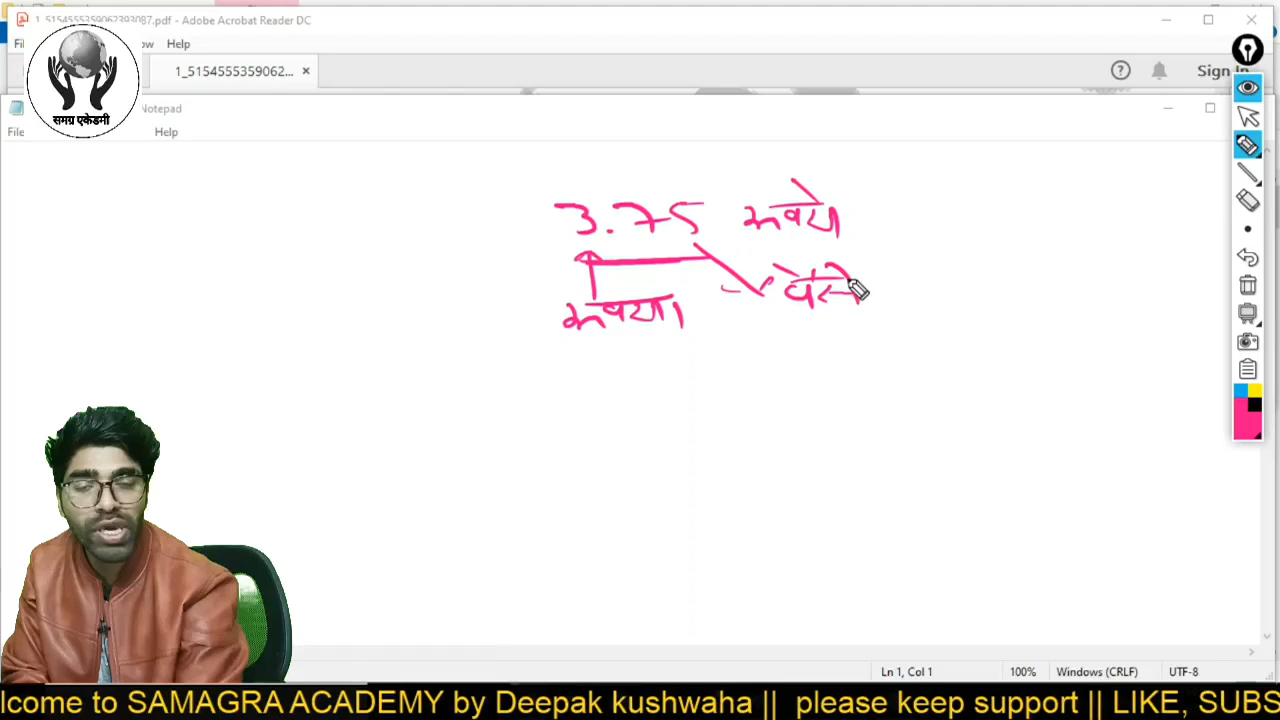 1_5154555359062393087.pdf - Adobe Acrobat Reader DC
Help
1_5154555359062... ×
Sign In
समग्र एकेडमी
Notepad
File
Help
3.75 रूपये
रूपया
पैसे
Ln 1, Col 1
100%
Windows (CRLF)
UTF-8
lcome to SAMAGRA ACADEMY by Deepak kushwaha || please keep support || LIKE, SUBS